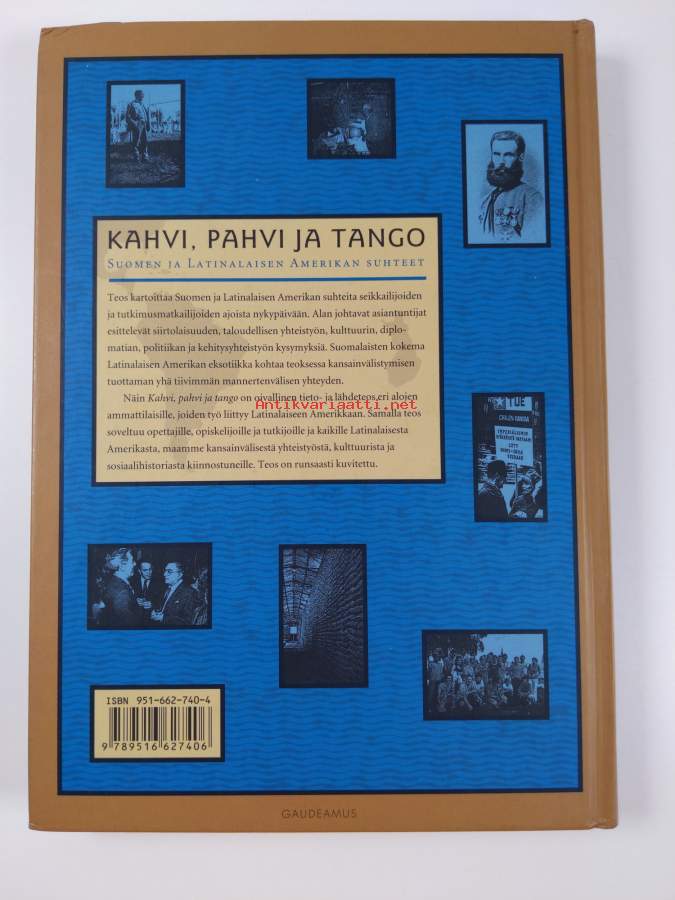 KAHVI, PAHVI JA TANGO
SUOMEN JA LATINALAISEN AMERIKAN SUHTEET
Teos kartoittaa Suomen ja Latinalaisen Amerikan suhteita seikkailijoiden
ja tutkimusmatkailijoiden ajoista nykypäivään. Alan johtavat asiantuntijat
esittelevät siirtolaisuuden, taloudellisen yhteistyön, kulttuurin, diplo-
matian, politiikan ja kehitysyhteistyön kysymyksiä. Suomalaisten kokema
Latinalaisen Amerikan eksotiikka kohtaa teoksessa kansainvälistymisen
tuottaman yhä tiivimmän mannertenvälisen yhteyden.
Näin Kahvi, pahvi ja tango on oivallinen tieto- ja lähdeteos eri alojen
ammattilaisille, joiden työ liittyy Latinalaiseen Amerikkaan. Samalla teos
soveltuu opettajille, opiskelijoille ja tutkijoille ja kaikille Latinalaisesta
Amerikasta, maamme kansainvälisestä yhteistyöstä, kulttuurista ja
sosiaalihistoriasta kiinnostuneille. Teos on runsaasti kuvitettu.
Antikvariaatti.net
TUE
CHILEN KANSAA
ISBN 951-662-740-4
9 789516 627406
GAUDEAMUS